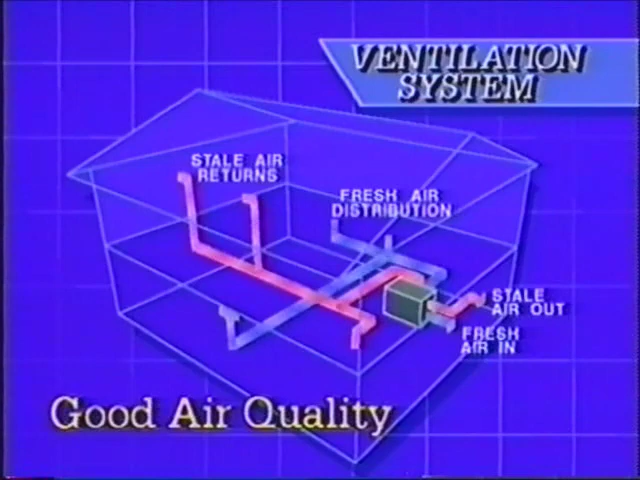 VENTILATION
SYSTEM
STALE AIR
RETURNS
FRESH AIR
DISTRIBUTION
STALE
AIR OUT
FRESH
AIR IN
Good Air Quality